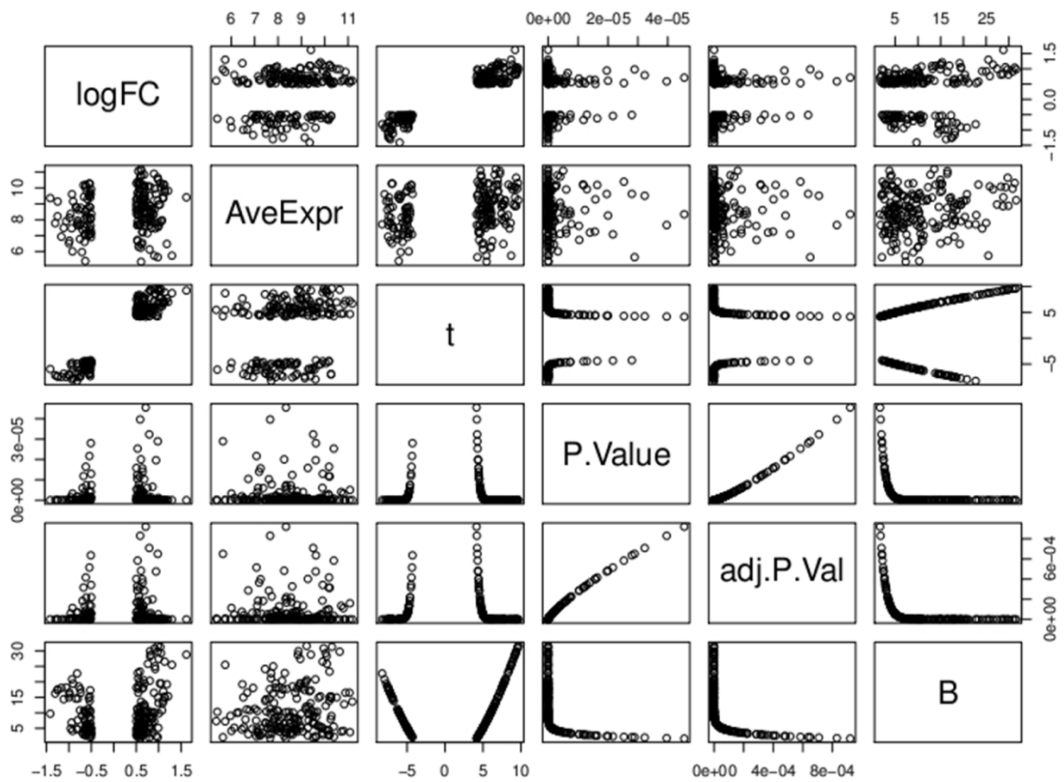 6 7 8 9 11
0e+00 2e-05 4e-05
5 15 25
logFC
−1.5 0.0 1.5
6 8 10
AveExpr
t
−5 5
0e+00 3e-05
P.Value
adj.P.Val
0e+00 6e-04
5 15 30
B
−1.5 −0.5 0.5 1.5
−5 0 5 10
0e+00 4e-04 8e-04